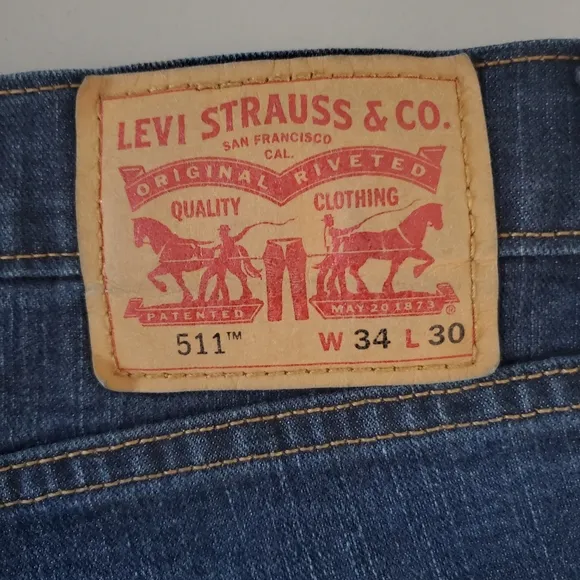 LEVI STRAUSS & CO.
SAN FRANCISCO
CAL.
ORIGINAL RIVETED
QUALITY CLOTHING
PATENTED MAY 20 1873 ®
511™ W 34 L 30